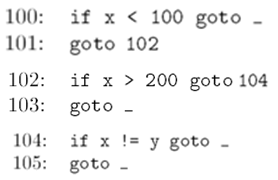 100: if x < 100 goto _
101: goto 102
102: if x > 200 goto 104
103: goto _
104: if x != y goto _
105: goto _